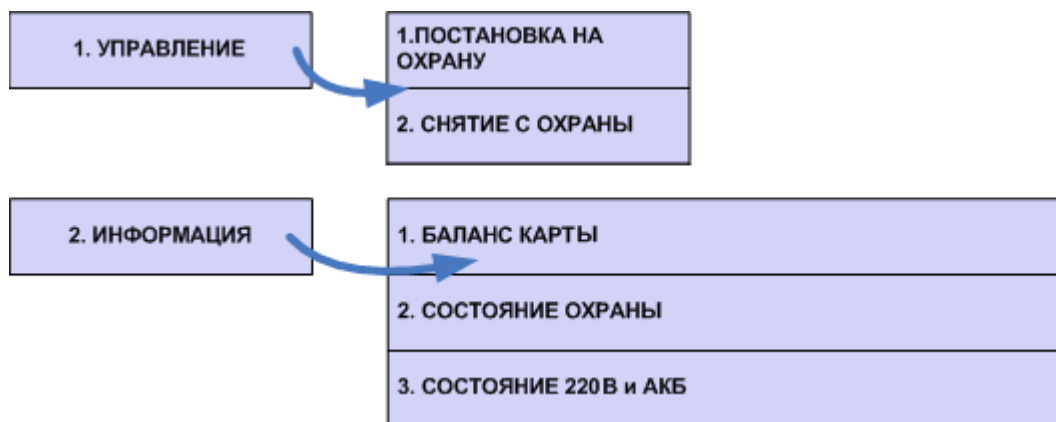 1. УПРАВЛЕНИЕ
1.ПОСТАНОВКА НА
ОХРАНУ
2. СНЯТИЕ С ОХРАНЫ
2. ИНФОРМАЦИЯ
1. БАЛАНС КАРТЫ
2. СОСТОЯНИЕ ОХРАНЫ
3. СОСТОЯНИЕ 220В и АКБ